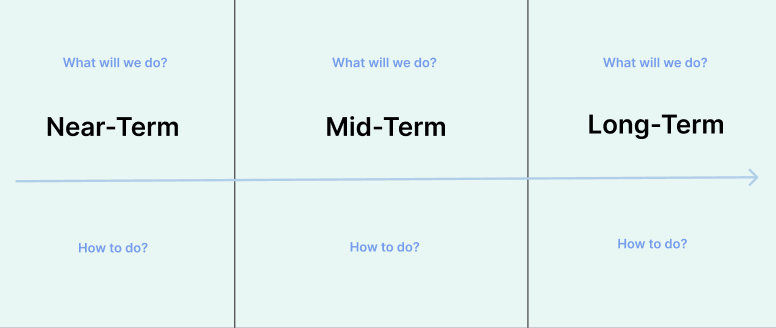 What will we do?
What will we do?
What will we do?
Near-Term
Mid-Term
Long-Term
How to do?
How to do?
How to do?